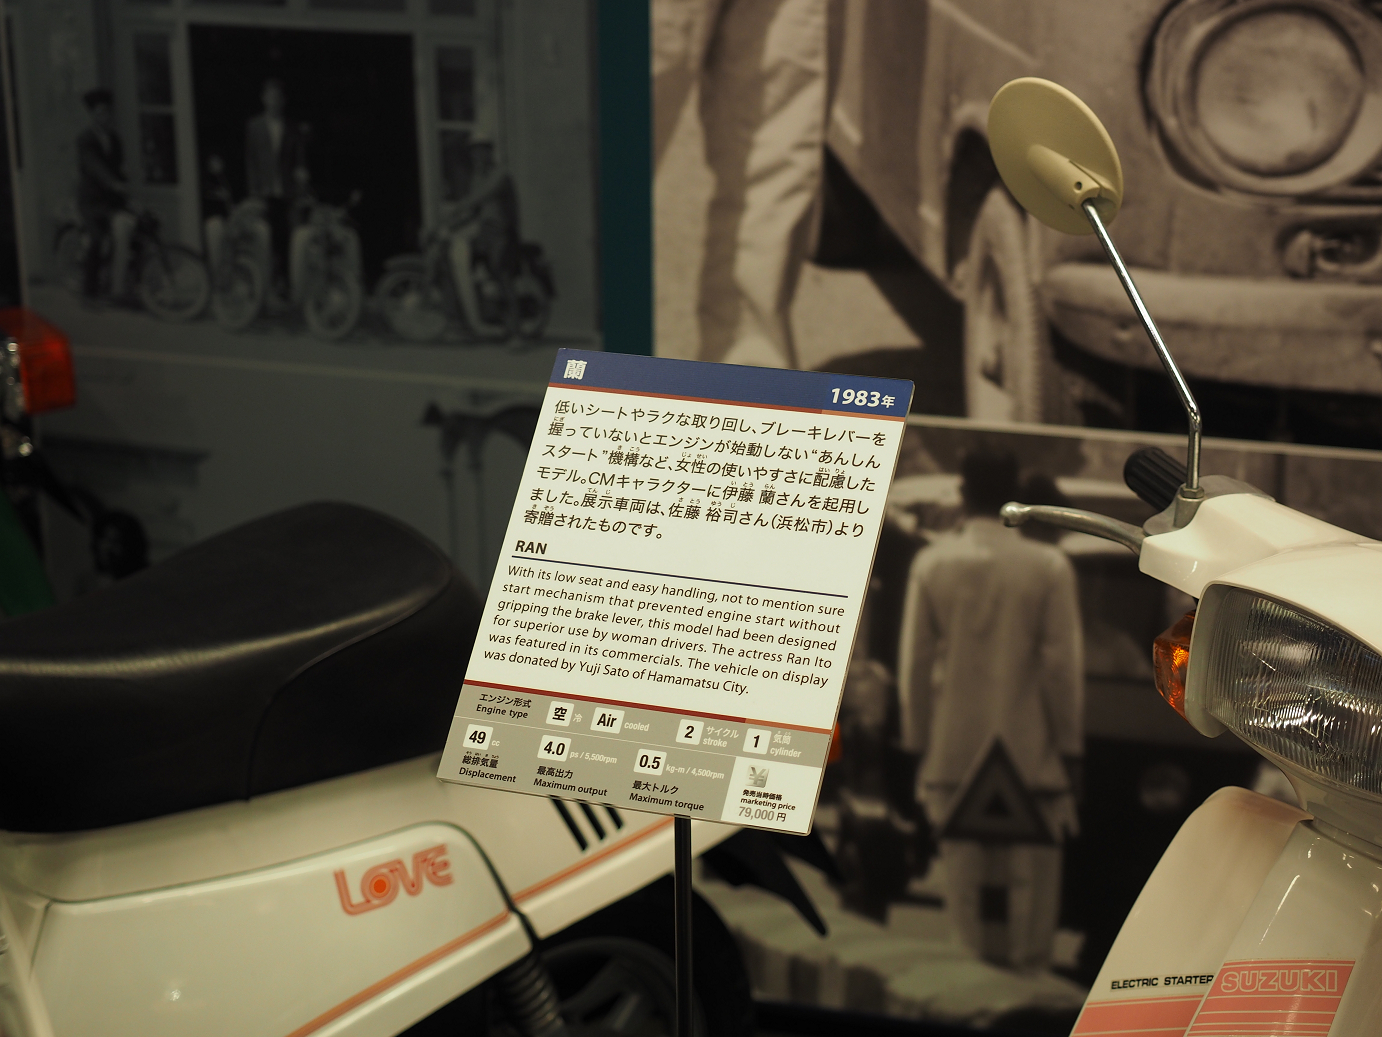 蘭
1983年
低いシートやラクな取り回し、ブレーキレバーを
握っていないとエンジンが始動しない“あんしん
スタート”機構など、女性の使いやすさに配慮した
モデル。CMキャラクターに伊藤 蘭さんを起用し
ました。展示車両は、佐藤 裕司さん（浜松市）より
寄贈されたものです。
RAN
With its low seat and easy handling, not to mention sure
start mechanism that prevented engine start without
gripping the brake lever, this model had been designed
for superior use by woman drivers. The actress Ran Ito
was featured in its commercials. The vehicle on display
was donated by Yuji Sato of Hamamatsu City.
エンジン形式
Engine type
空冷
Air cooled
2 サイクル
stroke
1 気筒
cylinder
49 cc
総排気量
Displacement
4.0 ps / 5,500rpm
最高出力
Maximum output
0.5 kg-m / 4,500rpm
最大トルク
Maximum torque
¥
発売当時価格
marketing price
79,000 円
LOVE
ELECTRIC STARTER
SUZUKI